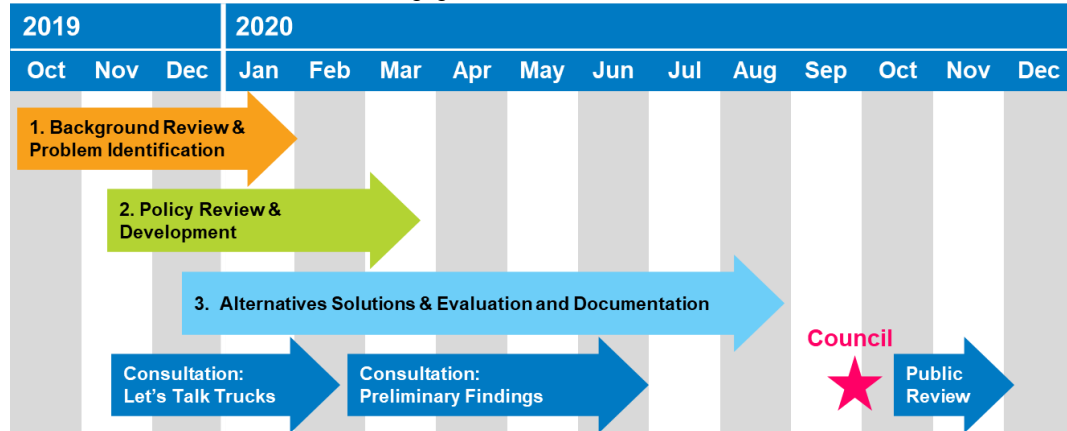 2019 2020
Oct Nov Dec Jan Feb Mar Apr May Jun Jul Aug Sep Oct Nov Dec
1. Background Review &
Problem Identification
2. Policy Review &
Development
3. Alternatives Solutions & Evaluation and Documentation
Council
Consultation:
Let's Talk Trucks
Consultation:
Preliminary Findings
Public
Review